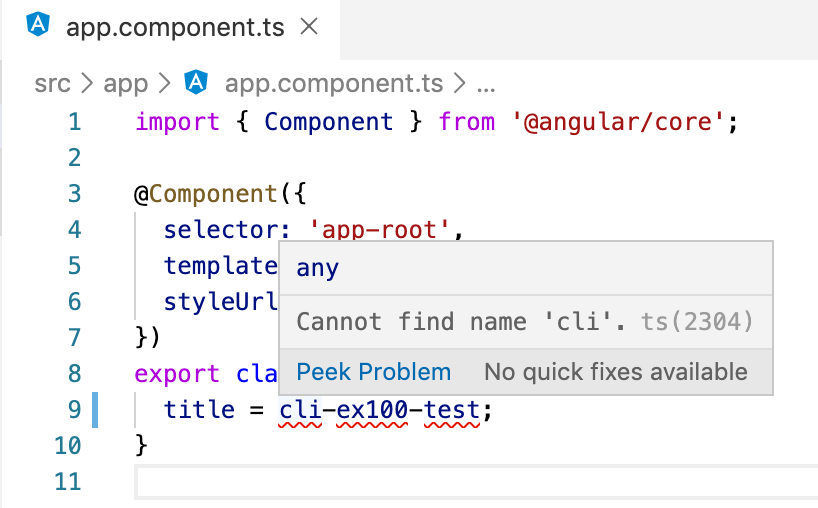 app.component.ts
src > app > app.component.ts > ...
1 import { Component } from '@angular/core';
2
3 @Component({
4 selector: 'app-root',
5 template
6 styleUrl
7 })
8 export cla
9 title = cli-ex100-test;
10 }
11
any
Cannot find name 'cli'. ts(2304)
Peek Problem No quick fixes available